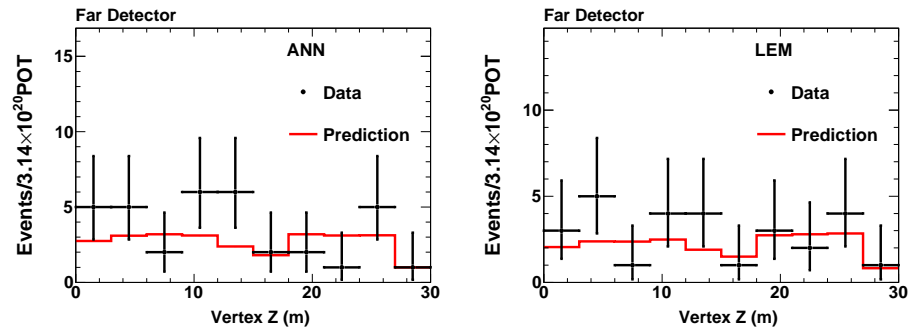 Far Detector
ANN
Data
Prediction
Events/3.14×10²⁰POT
15
10
5
0
0
10
20
30
Vertex Z (m)
Far Detector
LEM
Data
Prediction
Events/3.14×10²⁰POT
10
5
0
0
10
20
30
Vertex Z (m)